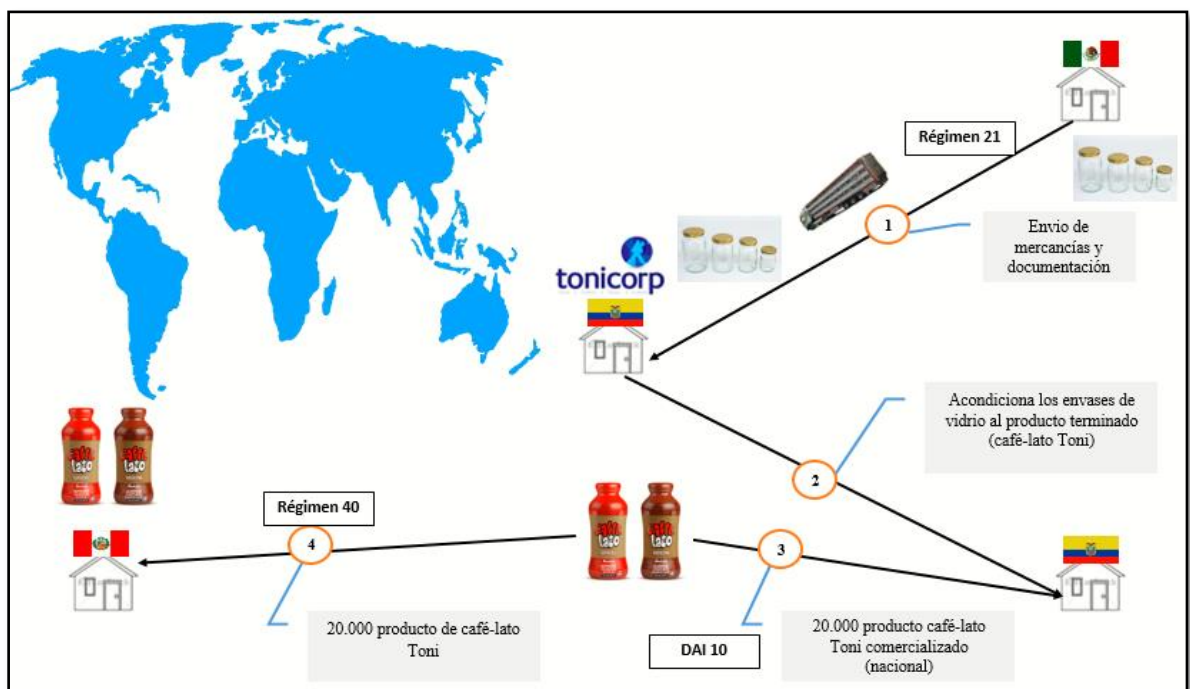 Régimen 21
1
Envio de
mercancías y
documentación
tonicorp
Acondiciona los envases de
vidrio al producto terminado
(café-lato Toni)
2
Régimen 40
4
3
20.000 producto de café-lato
Toni
DAI 10
20.000 producto café-lato
Toni comercializado
(nacional)